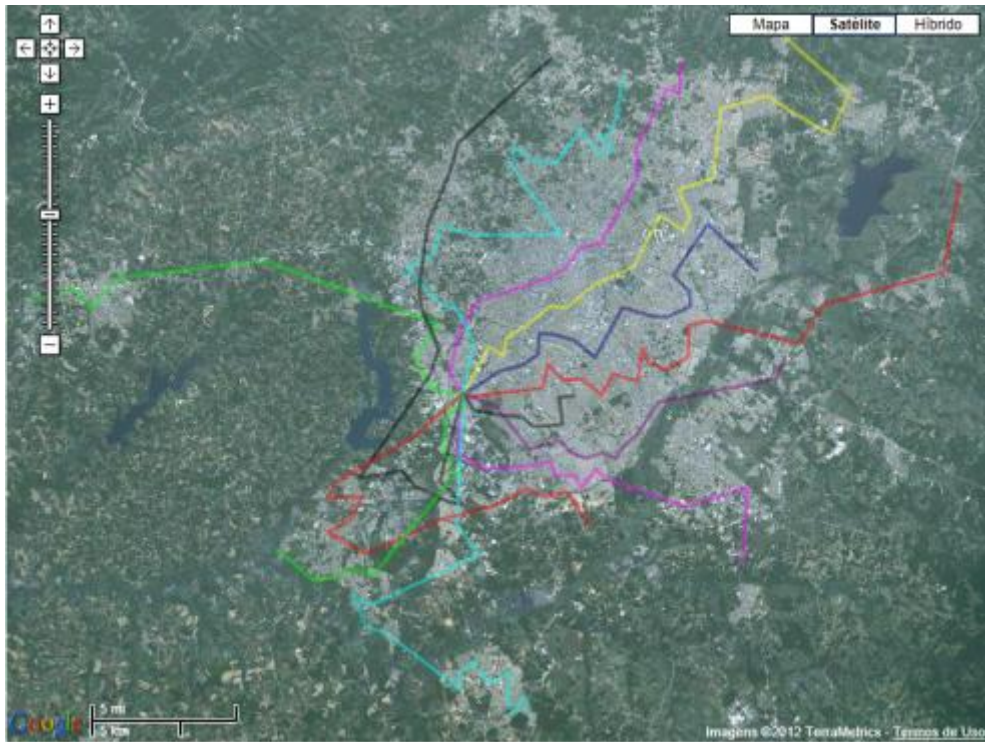 Mapa
Satélite
Híbrido
5 mi
5 km
Google
Imagens ©2012 TerraMetrics - Termos de Uso